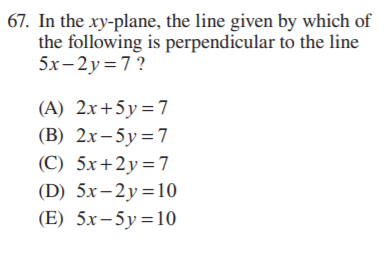 67. In the xy-plane, the line given by which of
the following is perpendicular to the line
5x−2y=7 ?
(A) 2x+5y=7
(B) 2x−5y=7
(C) 5x+2y=7
(D) 5x−2y=10
(E) 5x−5y=10